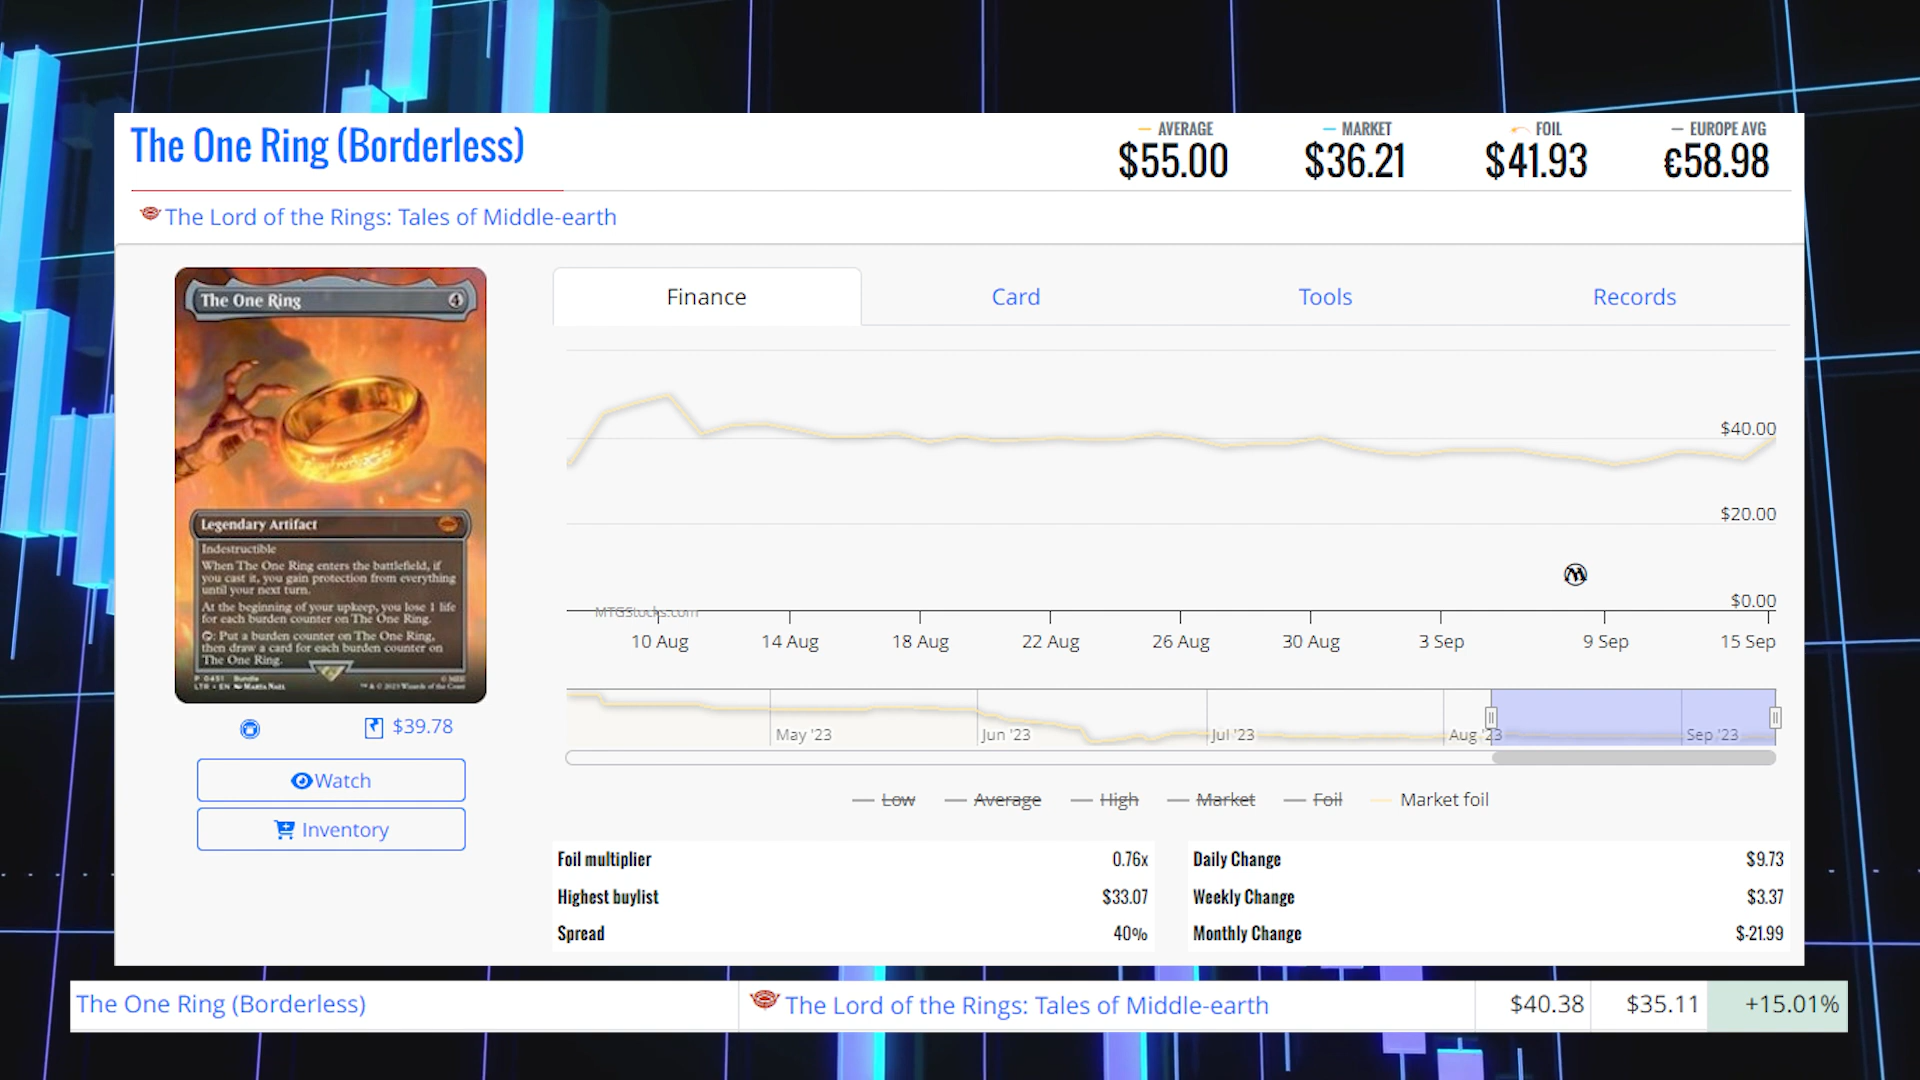 The One Ring (Borderless)
AVERAGE
$55.00
MARKET
$36.21
FOIL
$41.93
EUROPE AVG
€58.98
The Lord of the Rings: Tales of Middle-earth
The One Ring 4
Legendary Artifact
Indestructible
When The One Ring enters the battlefield, if
you cast it, you gain protection from everything
until your next turn.
At the beginning of your upkeep, you lose 1 life
for each burden counter on The One Ring.
: Put a burden counter on The One Ring,
then draw a card for each burden counter on
The One Ring.
P 0451 Bundle
LTR • EN
$39.78
Watch
Inventory
Finance
Card
Tools
Records
$40.00
$20.00
$0.00
MTGStocks.com
10 Aug 14 Aug 18 Aug 22 Aug 26 Aug 30 Aug 3 Sep 9 Sep 15 Sep
May '23 Jun '23 Jul '23 Aug '23 Sep '23
Low Average High Market Foil Market foil
Foil multiplier 0.76x
Highest buylist $33.07
Spread 40%
Daily Change $9.73
Weekly Change $3.37
Monthly Change $-21.99
The One Ring (Borderless) The Lord of the Rings: Tales of Middle-earth $40.38 $35.11 +15.01%